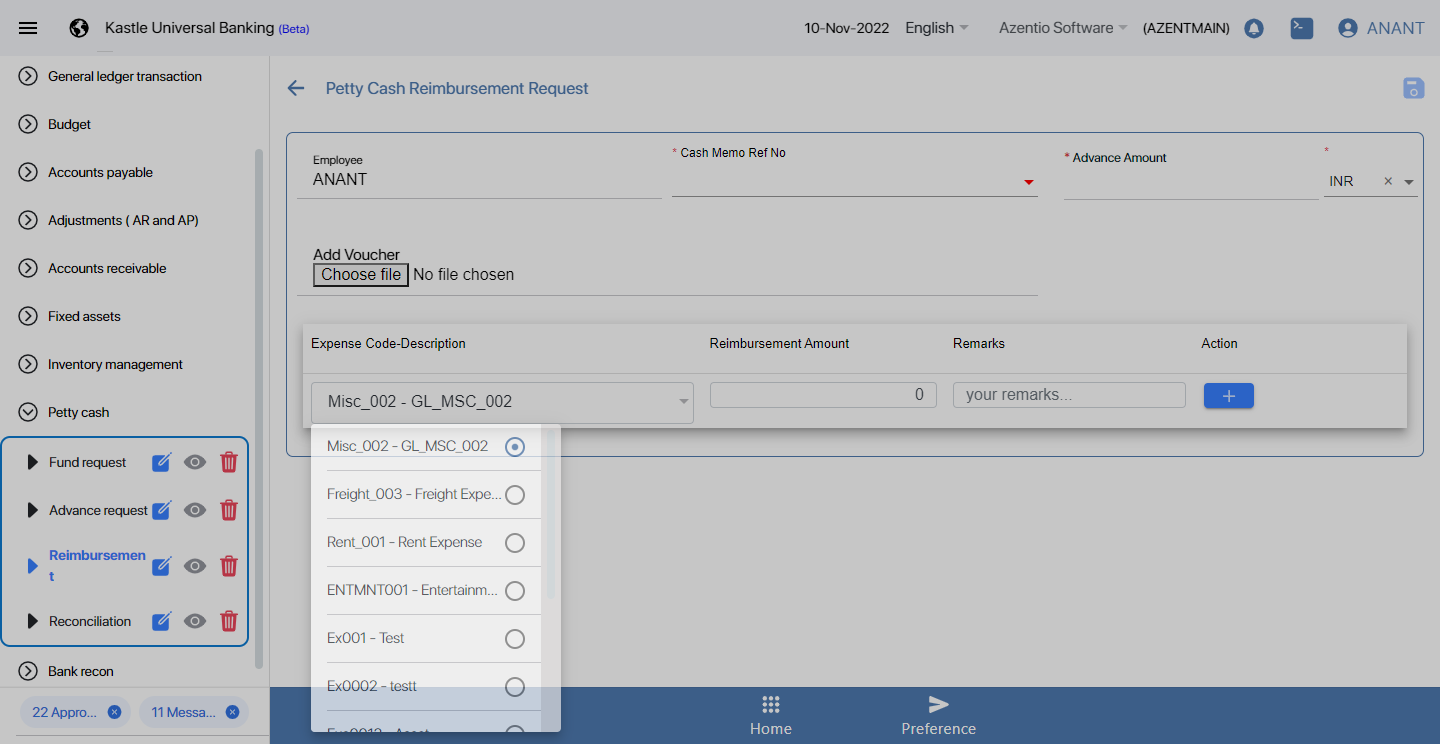 Kastle Universal Banking (Beta)
10-Nov-2022
English
Azentio Software
(AZENTMAIN)
ANANT
General ledger transaction
Budget
Accounts payable
Adjustments ( AR and AP)
Accounts receivable
Fixed assets
Inventory management
Petty cash
Fund request
Advance request
Reimbursemen
t
Reconciliation
Bank recon
22 Appro...
11 Messa...
Petty Cash Reimbursement Request
Employee
ANANT
* Cash Memo Ref No
* Advance Amount
*
INR ×
Add Voucher
Choose file No file chosen
Expense Code-Description Reimbursement Amount Remarks Action
Misc_002 - GL_MSC_002 0 your remarks... +
Misc_002 - GL_MSC_002
Freight_003 - Freight Expe...
Rent_001 - Rent Expense
ENTMNT001 - Entertainm...
Ex001 - Test
Ex0002 - testt
Home
Preference